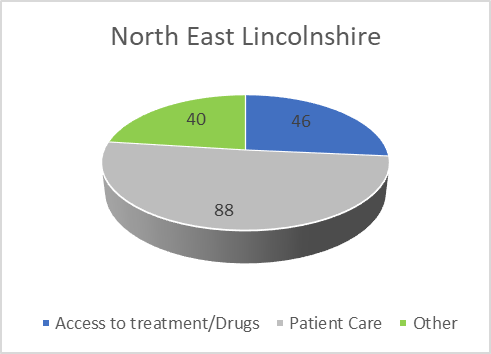 North East Lincolnshire
40
46
88
Access to treatment/Drugs Patient Care Other